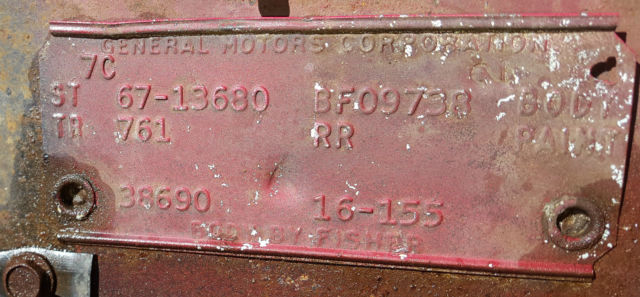 GENERAL MOTORS CORPORATION
7C
ST 67-13680 BF09738 BODY
TR 761 RR PAINT
38690 16-155
BODY BY FISHER